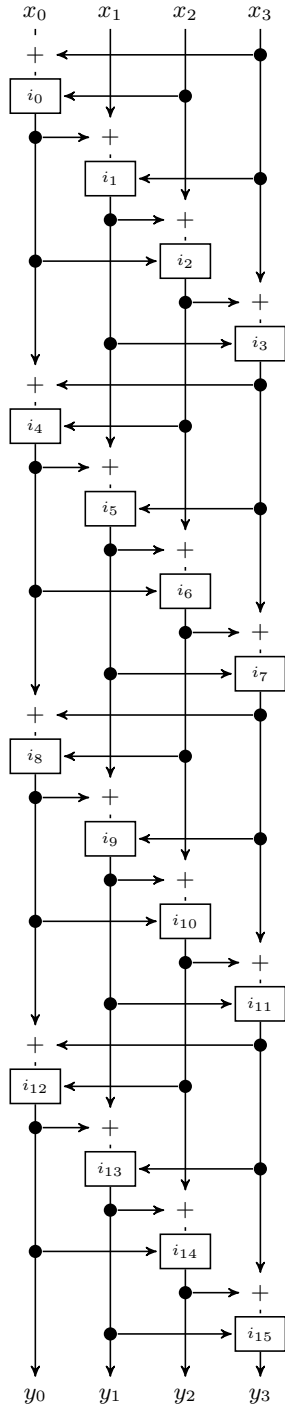 x₀ x₁ x₂ x₃
+
i₀
+
i₁
+
i₂
+
i₃
+
i₄
+
i₅
+
i₆
+
i₇
+
i₈
+
i₉
+
i₁₀
+
i₁₁
+
i₁₂
+
i₁₃
+
i₁₄
+
i₁₅
y₀ y₁ y₂ y₃